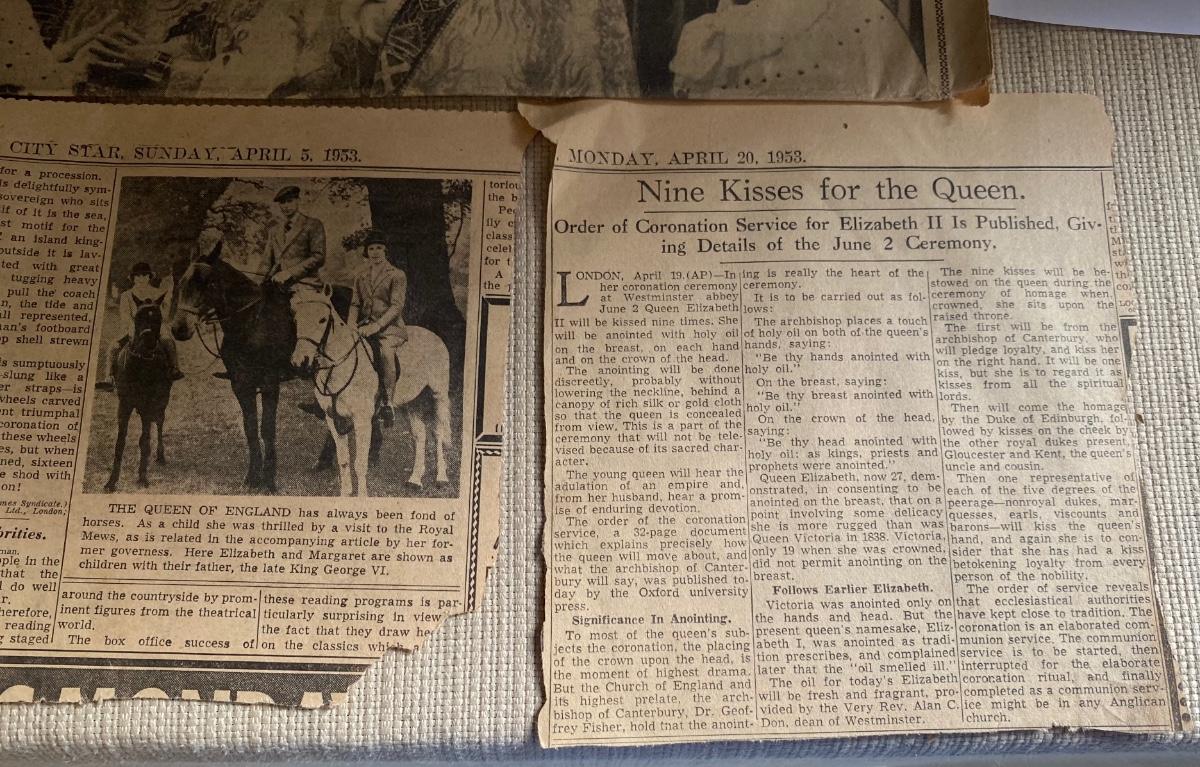 CITY STAR, SUNDAY, APRIL 5, 1953.
for a procession.
is delightfully sym-
sovereign who sits
lif of it is the sea,
st motif for the
an island king-
outside it is lav-
ted with great
tugging heavy
pull the coach
n, the tide and
all represented,
an's footboard
p shell strewn
is sumptuously
slung like a
er straps—is
wheels carved
nt triumphal
coronation of
these wheels
es, but when
ned, sixteen
e shod with
on!
mes Syndicate.)
Ltd., London;
orities.
man.
ople in the
that the
l do well
r.
herefore,
reading
g staged
THE QUEEN OF ENGLAND has always been fond of
horses. As a child she was thrilled by a visit to the Royal
Mews, as is related in the accompanying article by her for-
mer governess. Here Elizabeth and Margaret are shown as
children with their father, the late King George VI.
around the countryside by prom-
inent figures from the theatrical
world.
The box office success of
these reading programs is par-
ticularly surprising in view
the fact that they draw
on the classics
toriou
the b
Peo
ily c
class
celel
for t
A
the
MONDAY, APRIL 20, 1953.
Nine Kisses for the Queen.
Order of Coronation Service for Elizabeth II Is Published, Giv-
ing Details of the June 2 Ceremony.
LONDON, April 19.(AP)—In
her coronation ceremony
at Westminster abbey
June 2 Queen Elizabeth
II will be kissed nine times. She
will be anointed with holy oil
on the breast, on each hand
and on the crown of the head.
The anointing will be done
discreetly, probably without
lowering the neckline, behind a
canopy of rich silk or gold cloth
so that the queen is concealed
from view. This is a part of the
ceremony that will not be tele-
vised because of its sacred char-
acter.
The young queen will hear the
adulation of an empire and,
from her husband, hear a prom-
ise of enduring devotion.
The order of the coronation
service, a 32-page document
which explains precisely how
the queen will move about, and
what the archbishop of Canter-
bury will say, was published to-
day by the Oxford university
press.
Significance In Anointing.
To most of the queen's sub-
jects the coronation, the placing
of the crown upon the head, is
the moment of highest drama.
But the Church of England and
its highest prelate, the arch-
bishop of Canterbury, Dr. Geof-
frey Fisher, hold that the anoint-
ing is really the heart of the
ceremony.
It is to be carried out as fol-
lows:
The archbishop places a touch
of holy oil on both of the queen's
hands, saying:
"Be thy hands anointed with
holy oil."
On the breast, saying:
"Be thy breast anointed with
holy oil."
On the crown of the head,
saying:
"Be thy head anointed with
holy oil: as kings, priests and
prophets were anointed."
Queen Elizabeth, now 27, dem-
onstrated, in consenting to be
anointed on the breast, that on a
point involving some delicacy
she is more rugged than was
Queen Victoria in 1838. Victoria,
only 19 when she was crowned,
did not permit anointing on the
breast.
Follows Earlier Elizabeth.
Victoria was anointed only on
the hands and head. But the
present queen's namesake, Eliz-
abeth I, was anointed as tradi-
tion prescribes, and complained
later that the "oil smelled ill."
The oil for today's Elizabeth
will be fresh and fragrant, pro-
vided by the Very Rev. Alan C.
Don, dean of Westminster.
The nine kisses will be be-
stowed on the queen during the
ceremony of homage when,
crowned, she sits upon the
raised throne.
The first will be from the
archbishop of Canterbury, who
will pledge loyalty, and kiss her
on the right hand. It will be one
kiss, but she is to regard it as
kisses from all the spiritual
lords.
Then will come the homage
by the Duke of Edinburgh, fol-
lowed by kisses on the cheek by
the other royal dukes present,
Gloucester and Kent, the queen's
uncle and cousin.
Then one representative of
each of the five degrees of the
peerage—nonroyal dukes, mar-
quesses, earls, viscounts and
barons—will kiss the queen's
hand, and again she is to con-
sider that she has had a kiss
betokening loyalty from every
person of the nobility.
The order of service reveals
that ecclesiastical authorities
have kept close to tradition. The
coronation is an elaborated com-
munion service. The communion
service is to be started, then
interrupted for the elaborate
corocation ritual, and finally
completed as a communion serv-
ice might be in any Anglican
church.